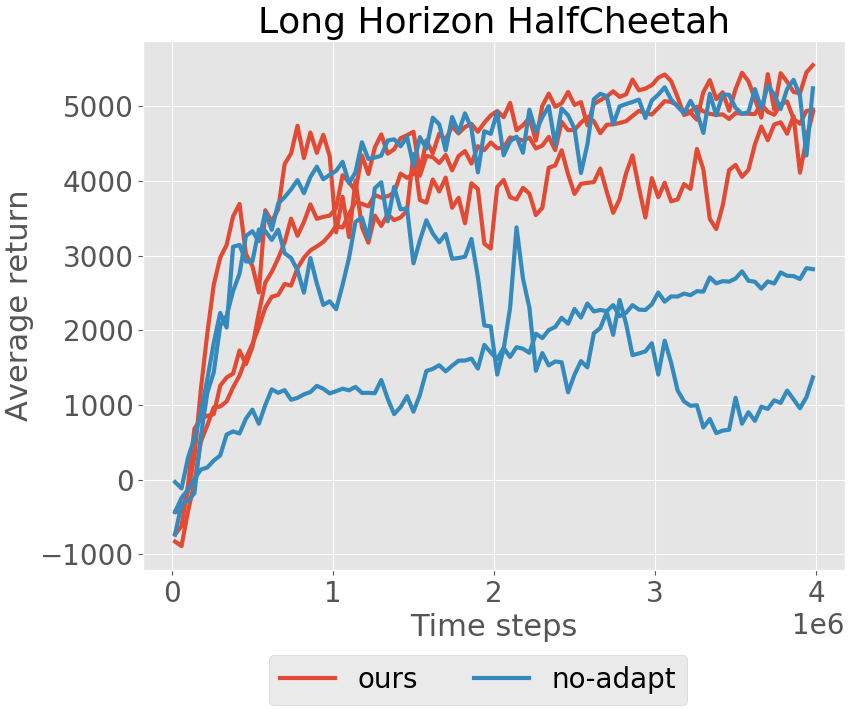 Long Horizon HalfCheetah
Average return
5000
4000
3000
2000
1000
0
−1000
0 1 2 3 4
1e6
Time steps
ours no-adapt